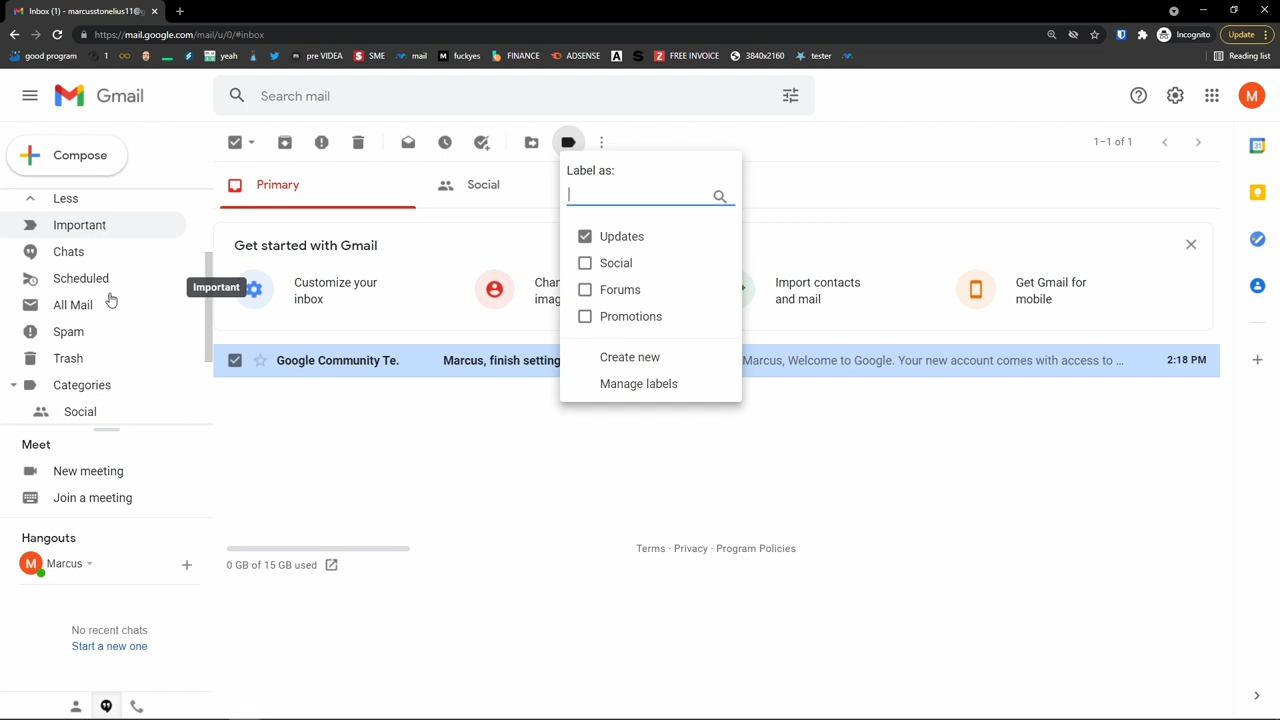 Inbox (1) - marcusstonelius11@g
https://mail.google.com/mail/u/0/#inbox
Incognito
Update
good program
1
yeah
pre VIDEA
SME
mail
fuckyes
FINANCE
ADSENSE
FREE INVOICE
3840x2160
tester
Reading list
Gmail
Search mail
M
Compose
1–1 of 1
Less
Important
Chats
Scheduled
All Mail
Spam
Trash
Categories
Social
Important
Primary
Social
Label as:
Updates
Social
Forums
Promotions
Create new
Manage labels
Get started with Gmail
Customize your
inbox
Chan
imag
Import contacts
and mail
Get Gmail for
mobile
Google Community Te.
Marcus, finish setting
Marcus, Welcome to Google. Your new account comes with access to …
2:18 PM
Meet
New meeting
Join a meeting
Hangouts
M Marcus
No recent chats
Start a new one
0 GB of 15 GB used
Terms · Privacy · Program Policies